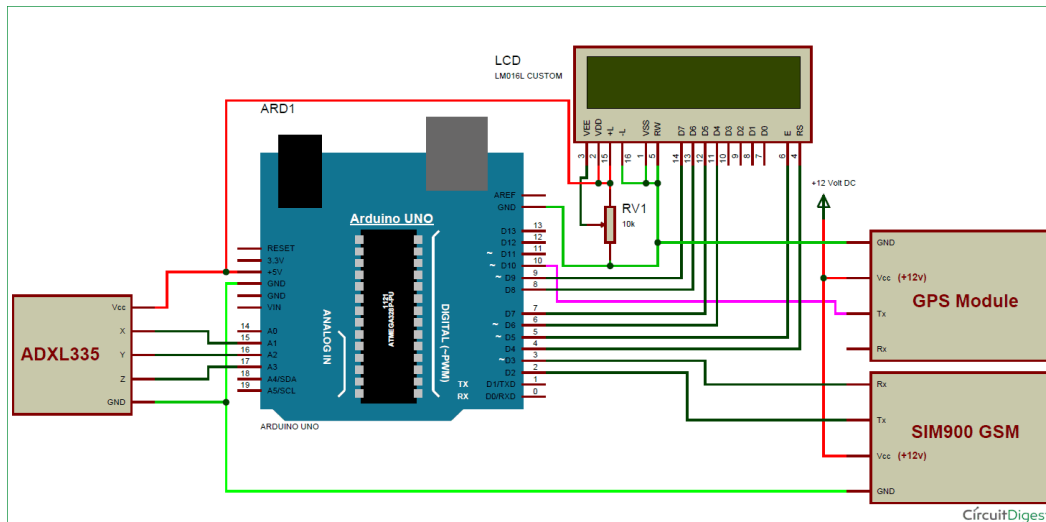 LCD
LM016L CUSTOM
VEE
VDD
+L
-L
VSS
RW
D7
D6
D5
D4
D3
D2
D1
D0
E
RS
3
2
15
16
1
5
14
13
12
11
10
9
8
7
6
4
ARD1
Arduino UNO
RESET
3.3V
+5V
GND
GND
VIN
14 A0
15 A1
16 A2
17 A3
18 A4/SDA
19 A5/SCL
ANALOG IN
1121
ATMEGA328P-PU
DIGITAL (~PWM)
AREF
GND
D13 13
D12 12
~ D11 11
~ D10 10
~ D9 9
D8 8
D7 7
~ D6 6
~ D5 5
D4 4
~ D3 3
D2 2
TX D1/TXD 1
RX D0/RXD 0
ARDUINO UNO
RV1
10k
+12 Volt DC
ADXL335
Vcc
X
Y
Z
GND
GPS Module
GND
Vcc (+12v)
Tx
Rx
SIM900 GSM
Rx
Tx
Vcc (+12v)
GND
CircuitDigest